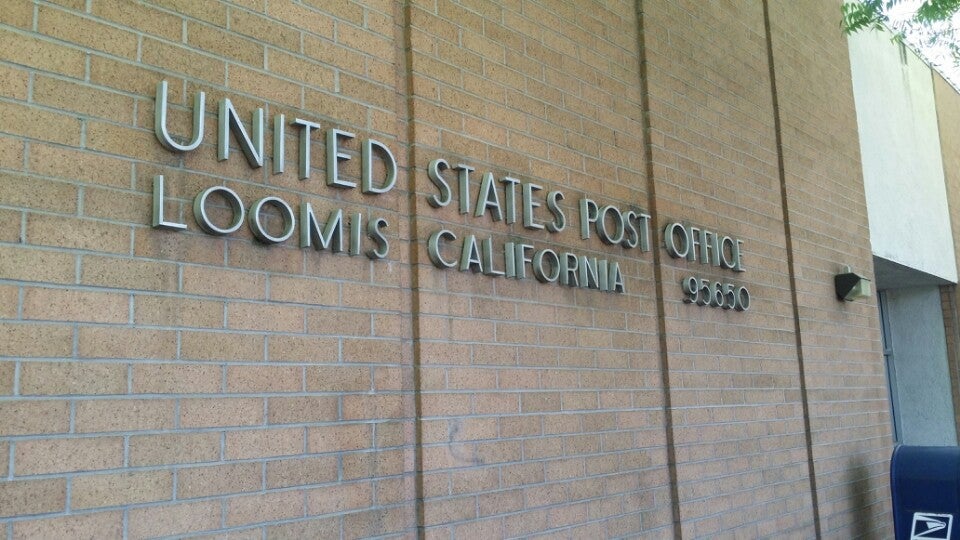 UNITED STATES POST OFFICE
LOOMIS CALIFORNIA 95650